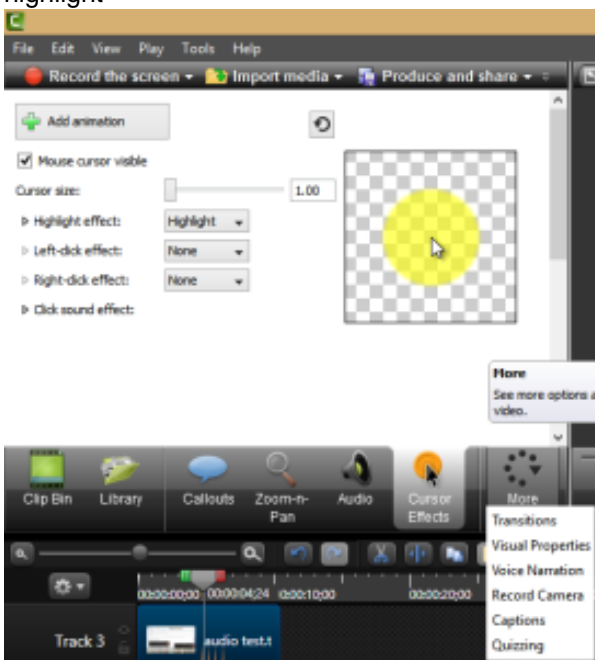 highlight
File Edit View Play Tools Help
Record the screen Import media Produce and share
Add animation
Mouse cursor visible
Cursor size: 1.00
Highlight effect: Highlight
Left-click effect: None
Right-click effect: None
Click sound effect:
More
See more options a
video.
Clip Bin Library Callouts Zoom-n-Pan Audio Cursor Effects More
Transitions
Visual Properties
Voice Narration
Record Camera
Captions
Quizzing
00:00:00;00 00:00:04;24 0:00:10;00 00:00:20;00
Track 3 audio test.t